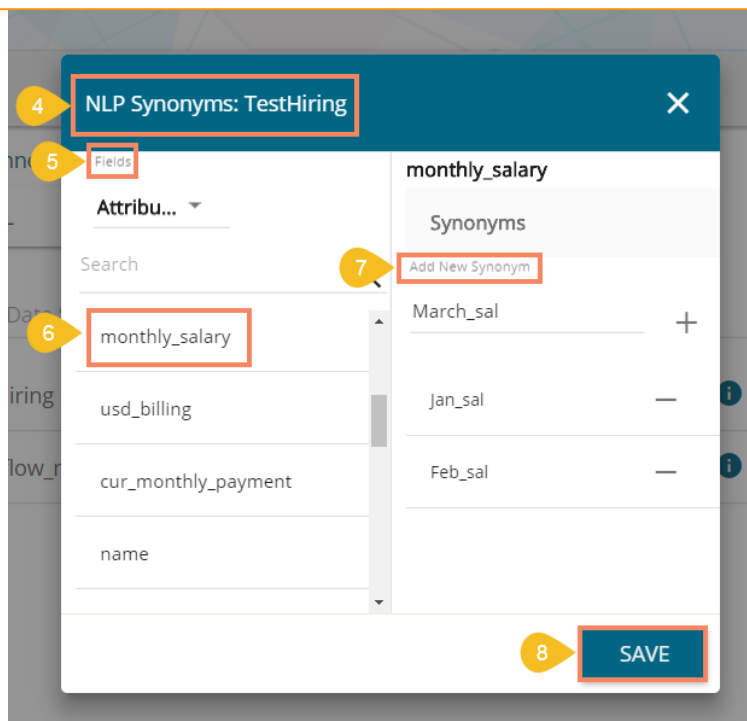 4
NLP Synonyms: TestHiring
5
Fields
Attribu...
Search
6
monthly_salary
usd_billing
cur_monthly_payment
name
monthly_salary
Synonyms
7
Add New Synonym
March_sal
Jan_sal
Feb_sal
8
SAVE
iring
i
i